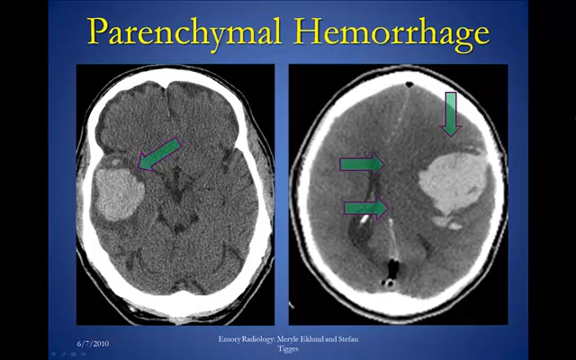 Parenchymal Hemorrhage
6/7/2010
Emory Radiology: Meryle Eklund and Stefan
Tigges